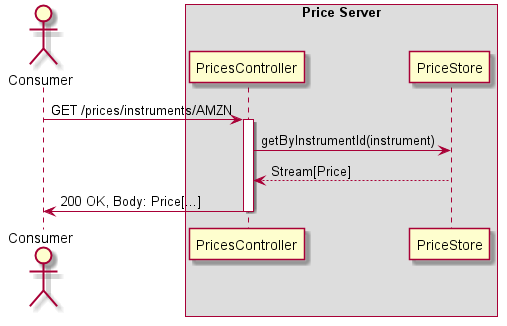 Price Server
Consumer
PricesController
PriceStore
GET /prices/instruments/AMZN
getByInstrumentId(instrument)
Stream[Price]
200 OK, Body: Price[...]
Consumer
PricesController
PriceStore